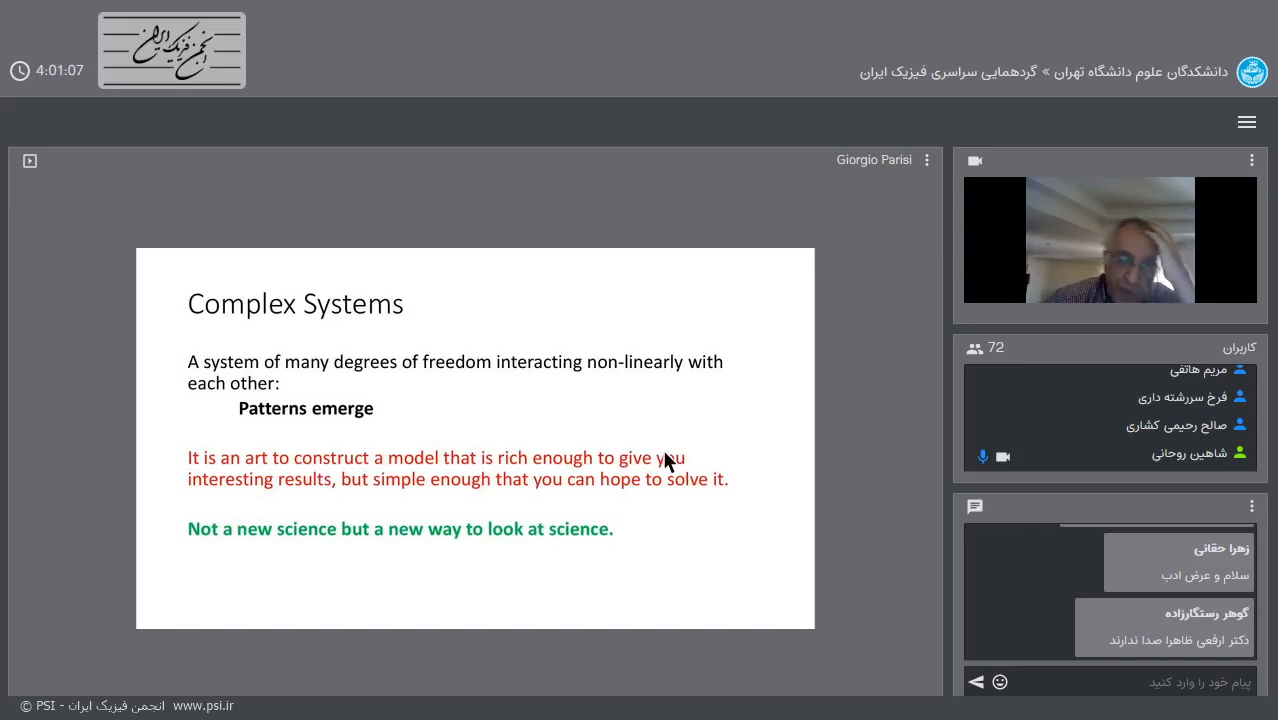 4:01:07
انجمن فیزیک ایران
دانشکدگان علوم دانشگاه تهران » گردهمایی سراسری فیزیک ایران
Giorgio Parisi
Complex Systems
A system of many degrees of freedom interacting non-linearly with
each other:
Patterns emerge
It is an art to construct a model that is rich enough to give you
interesting results, but simple enough that you can hope to solve it.
Not a new science but a new way to look at science.
کاربران
72
مریم هاتفی
فرخ سررشته داری
صالح رحیمی کشاری
شاهین روحانی
زهرا حقانی
سلام و عرض ادب
گوهر رستگارزاده
دکتر ارفعی ظاهرا صدا ندارند
پیام خود را وارد کنید
© PSI - انجمن فیزیک ایران www.psi.ir